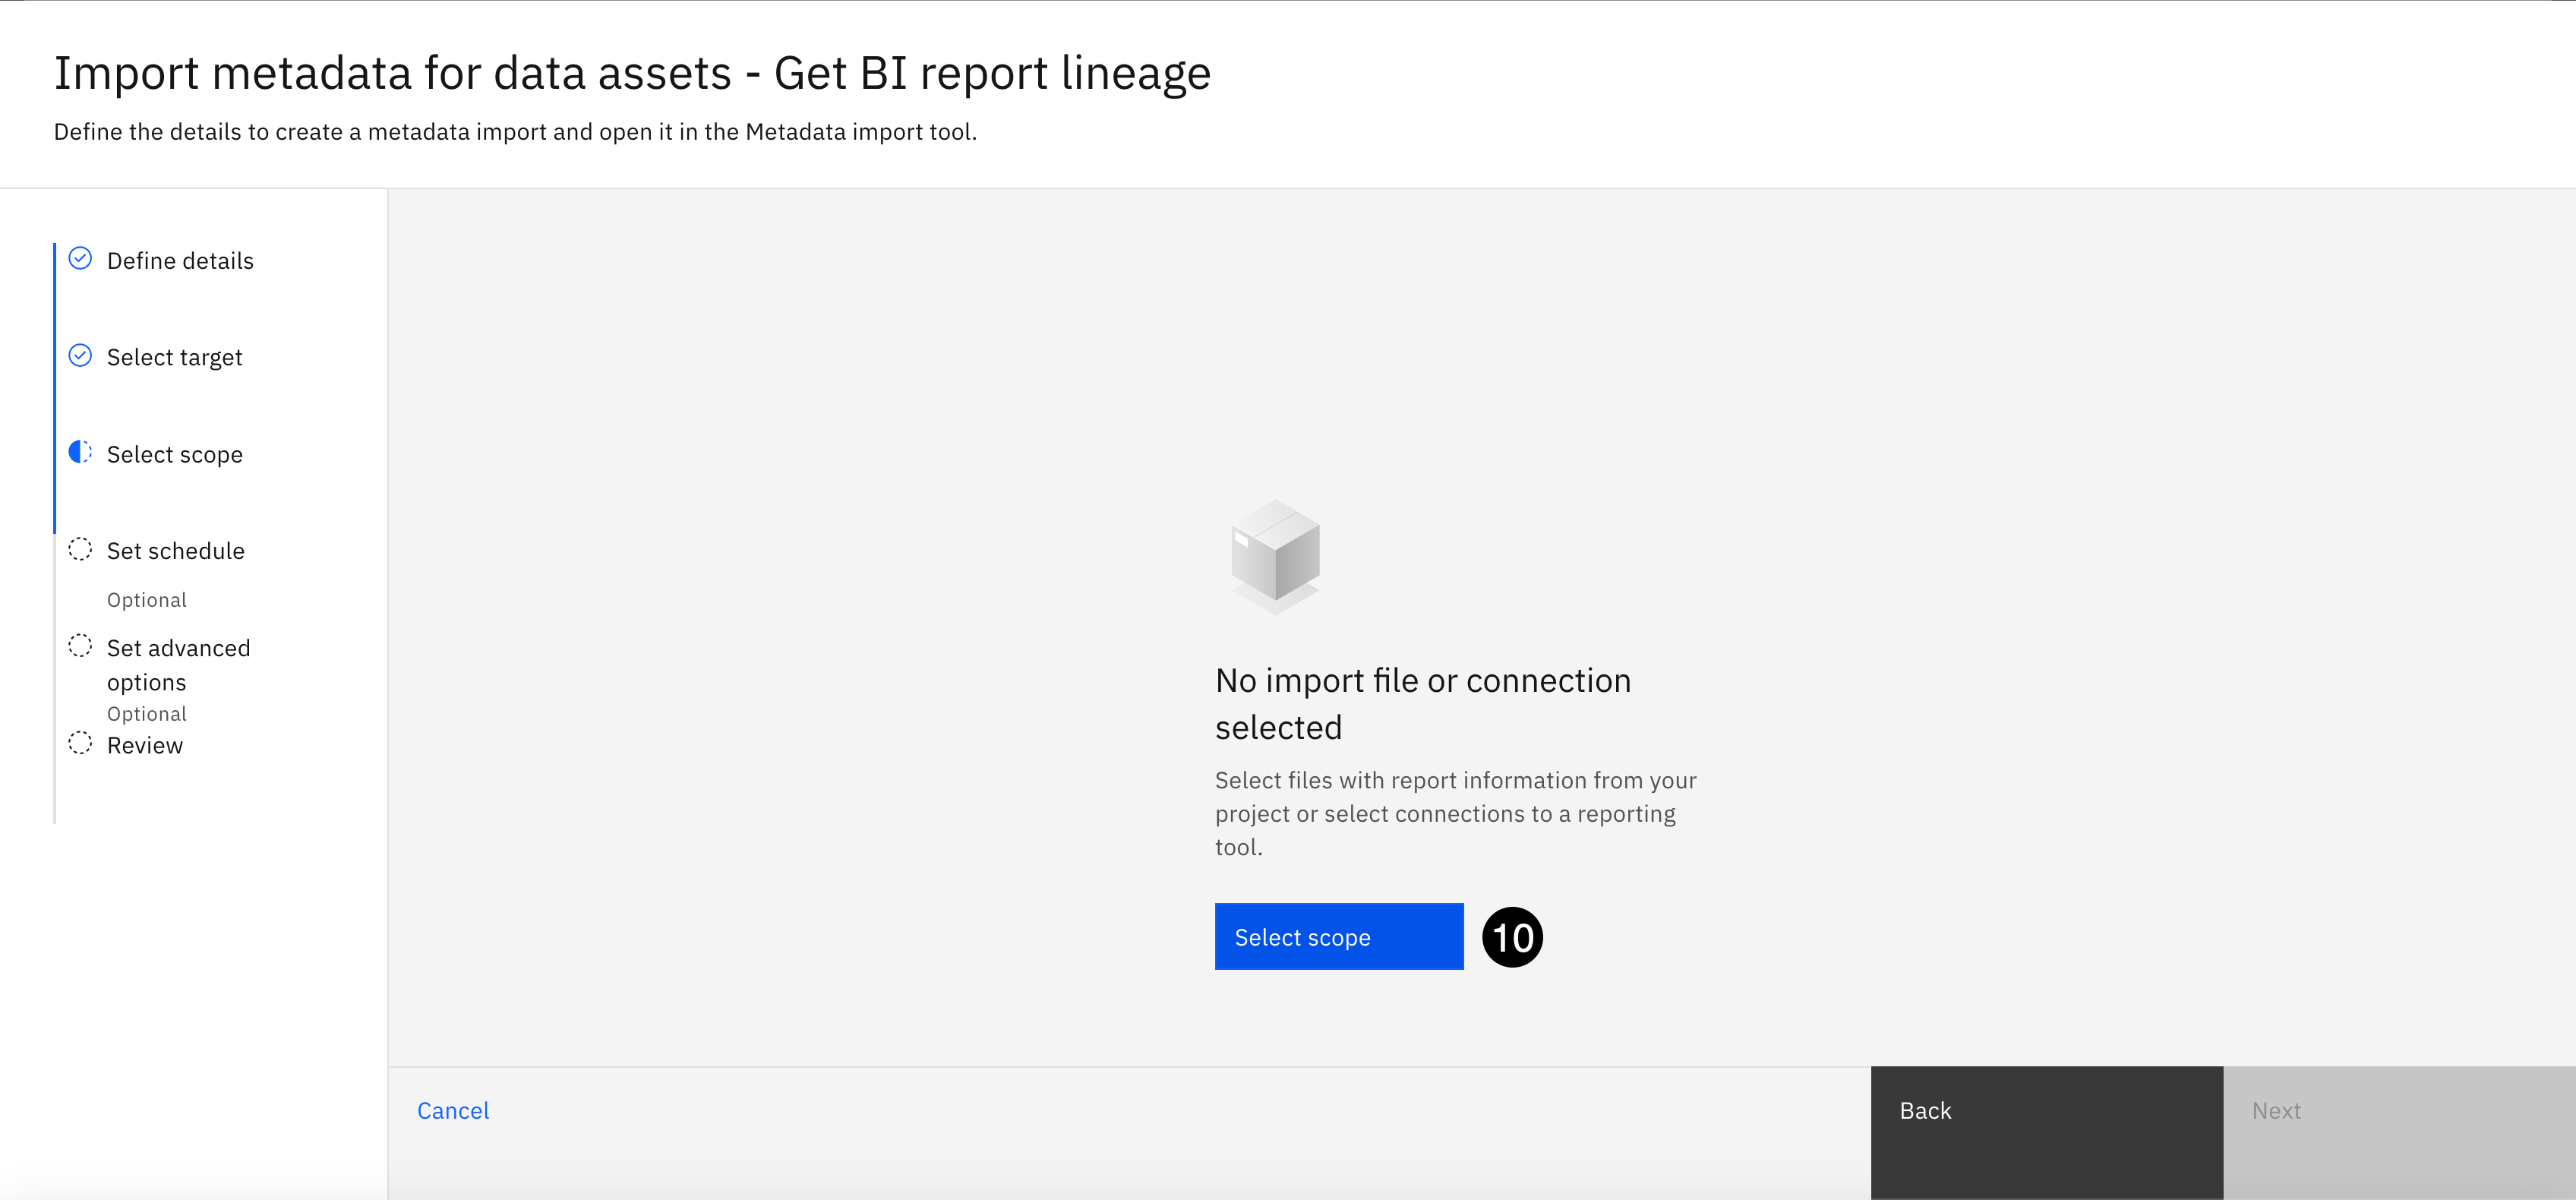 Import metadata for data assets - Get BI report lineage
Define the details to create a metadata import and open it in the Metadata import tool.
Define details
Select target
Select scope
Set schedule
Optional
Set advanced
options
Optional
Review
No import file or connection
selected
Select files with report information from your
project or select connections to a reporting
tool.
Select scope
10
Cancel
Back
Next